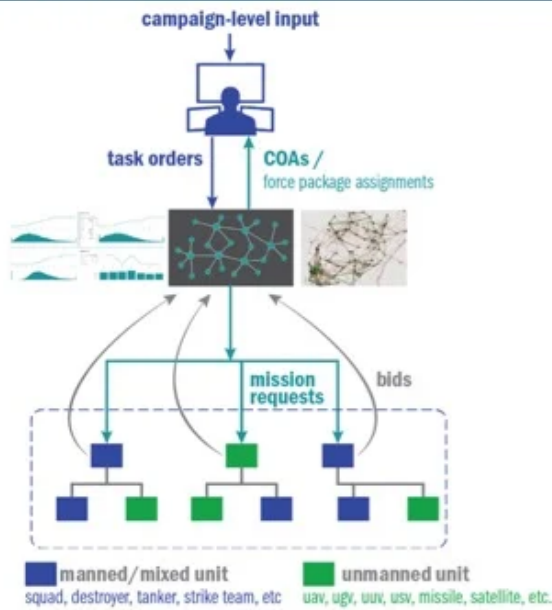 campaign-level input
task orders
COAs /
force package assignments
mission
requests
bids
manned/mixed unit
squad, destroyer, tanker, strike team, etc
unmanned unit
uav, ugv, uuv, usv, missile, satellite, etc.